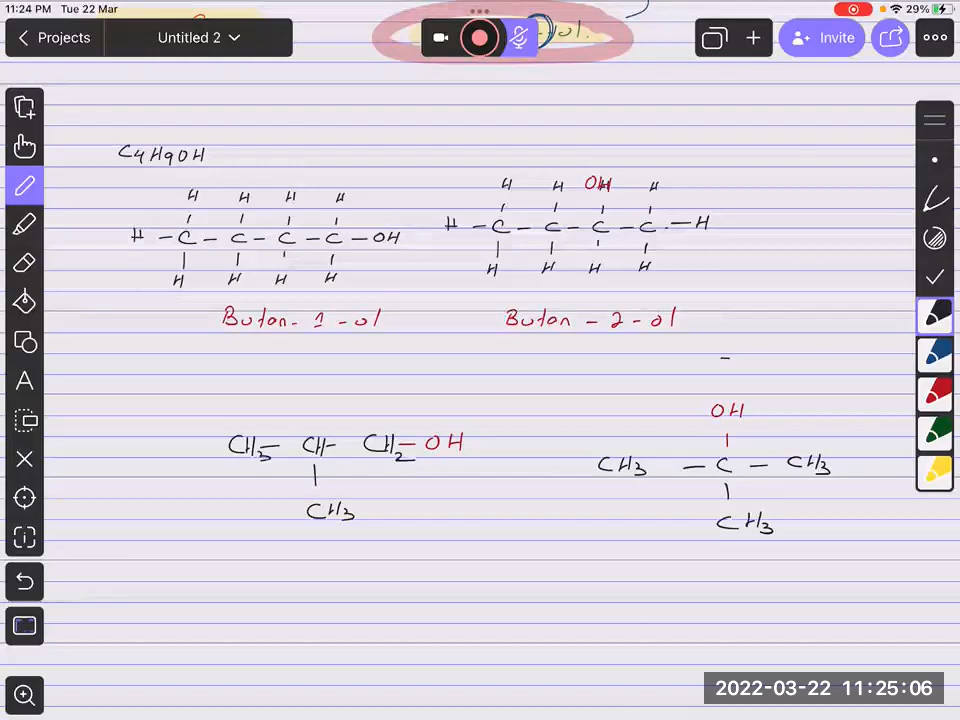 11:24 PM Tue 22 Mar
29%
Projects
Untitled 2
ol.
Invite
C4H9OH
H H H H
H - C - C - C - C - OH
H H H H
Butan - 1 - ol
H H OH H
H - C - C - C - C - H
H H H H
Butan - 2 - ol
CH3 - CH - CH2 - OH
CH3
OH
CH3 - C - CH3
CH3
A
2022-03-22 11:25:06